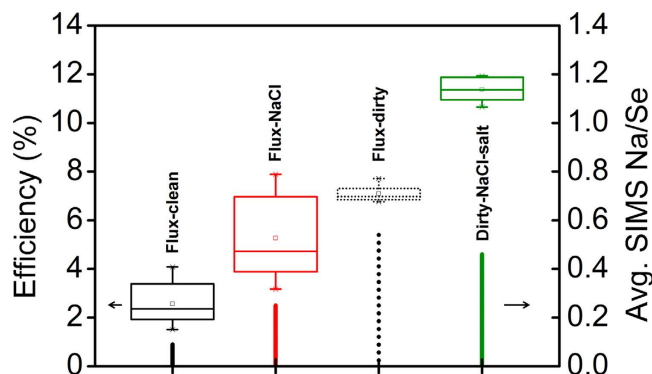 14
12
10
8
6
4
2
0
Efficiency (%)
Flux-clean
Flux-NaCl
Flux-dirty
Dirty-NaCl-salt
1.4
1.2
1.0
0.8
0.6
0.4
0.2
0.0
Avg. SIMS Na/Se